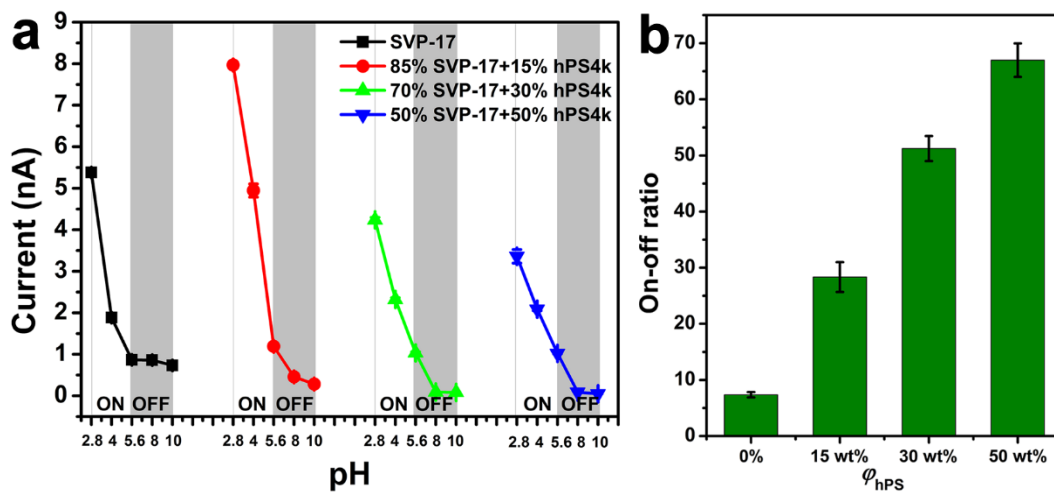 a
SVP-17
85% SVP-17+15% hPS4k
70% SVP-17+30% hPS4k
50% SVP-17+50% hPS4k
Current (nA)
9
8
7
6
5
4
3
2
1
0
ON OFF ON OFF ON OFF ON OFF
2.8 4 5.6 8 10 2.8 4 5.6 8 10 2.8 4 5.6 8 10 2.8 4 5.6 8 10
pH
b
On-off ratio
70
60
50
40
30
20
10
0
0% 15 wt% 30 wt% 50 wt%
φhPS